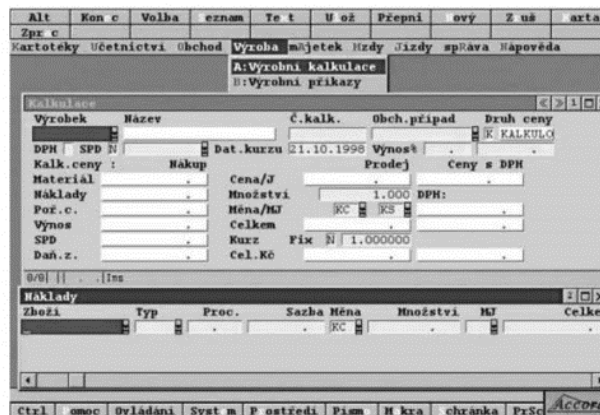 Alt Kon c Volba eznam Te t U ož Přepni ový Z uš arta
Zpr c
Kartotéky Účetnictví Obchod Výroba mAjetek Mzdy Jízdy spRáva Nápověda
A:Výrobní kalkulace
B:Výrobní příkazy
Kalkulace 1
Výrobek Název Č.kalk. Obch.případ Druh ceny
K KALKULO
DPH SPD N Dat.kurzu 21.10.1998 Výnos% . .
Kalk.ceny : Nákup Prodej Ceny s DPH
Materiál . Cena/J . .
Náklady . Množství 1.000 DPH:
Poř.c. . Měna/MJ KC KS .
Výnos . Celkem . .
SPD . Kurz Fix N 1.000000
Daň.z. . Cel.Kč . .
0/0| || . .|Ins
Náklady 2
Zboží Typ Proc. Sazba Měna Množství MJ Celke
. . KC . .
Ctrl omoc Ovládání Syst m P ostředí Písmo M kra chránka PrSc Accord